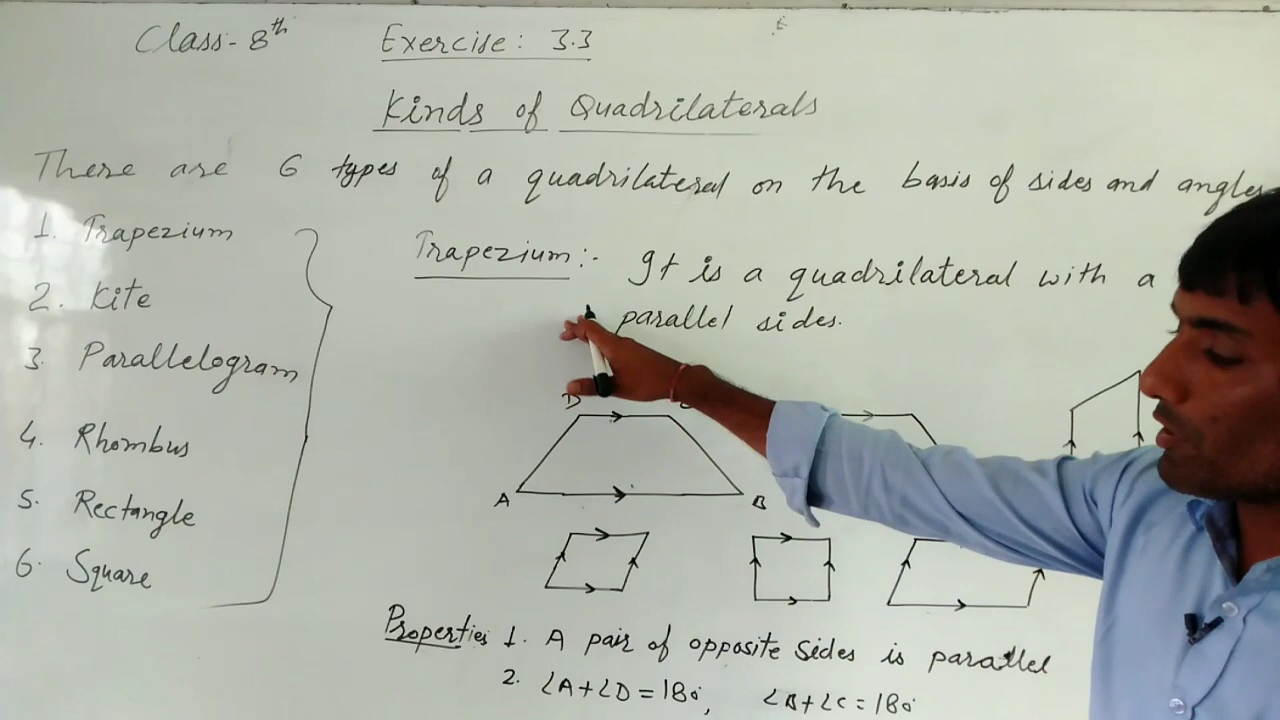 Class- 8th Exercise: 3.3
Kinds of Quadrilaterals
There are 6 types of a quadrilateral on the basis of sides and angles
1. Trapezium
2. Kite
3. Parallelogram
4. Rhombus
5. Rectangle
6. Square
Trapezium:- It is a quadrilateral with a
parallel sides.
D
A B
Properties 1. A pair of opposite sides is parallel
2. ∠A+∠D=180°, ∠B+∠C=180°